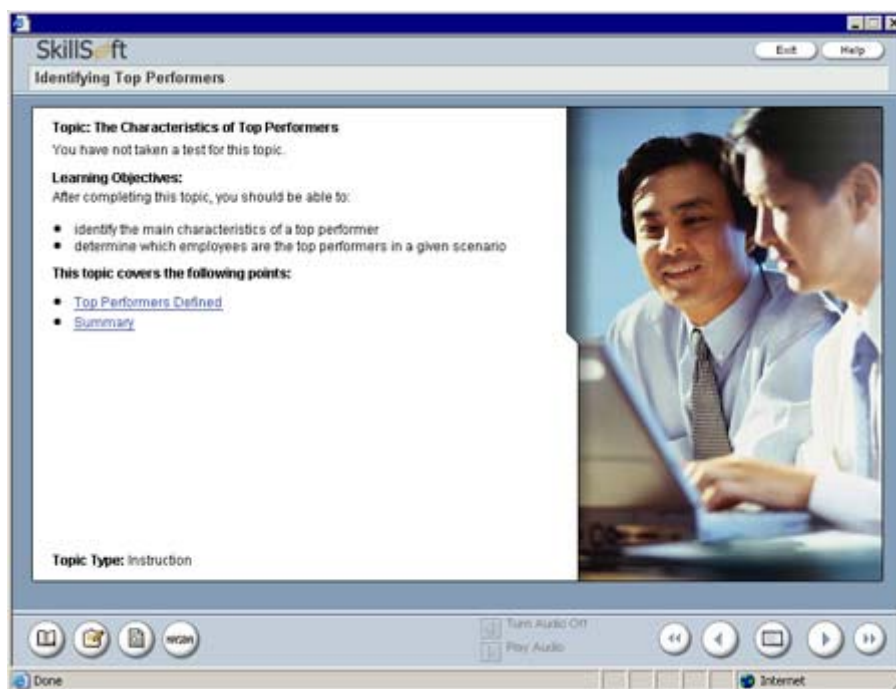 SkillSoft
Exit
Help
Identifying Top Performers
Topic: The Characteristics of Top Performers
You have not taken a test for this topic.
Learning Objectives:
After completing this topic, you should be able to:
identify the main characteristics of a top performer
determine which employees are the top performers in a given scenario
This topic covers the following points:
Top Performers Defined
Summary
Topic Type: Instruction
Turn Audio Off
Play Audio
Done
Internet